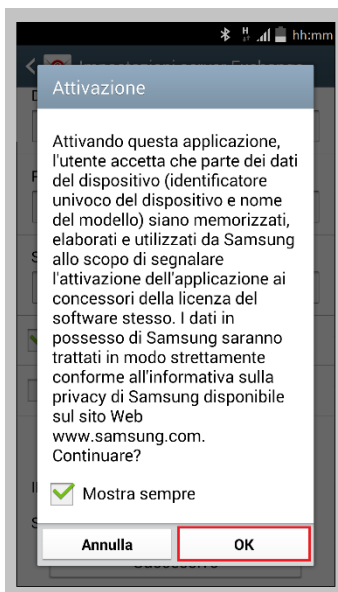 H hh:mm
Impostazioni server Exchange
Attivazione
Attivando questa applicazione,
l'utente accetta che parte dei dati
del dispositivo (identificatore
univoco del dispositivo e nome
del modello) siano memorizzati,
elaborati e utilizzati da Samsung
allo scopo di segnalare
l'attivazione dell'applicazione ai
concessori della licenza del
software stesso. I dati in
possesso di Samsung saranno
trattati in modo strettamente
conforme all'informativa sulla
privacy di Samsung disponibile
sul sito Web
www.samsung.com.
Continuare?
Mostra sempre
Annulla OK